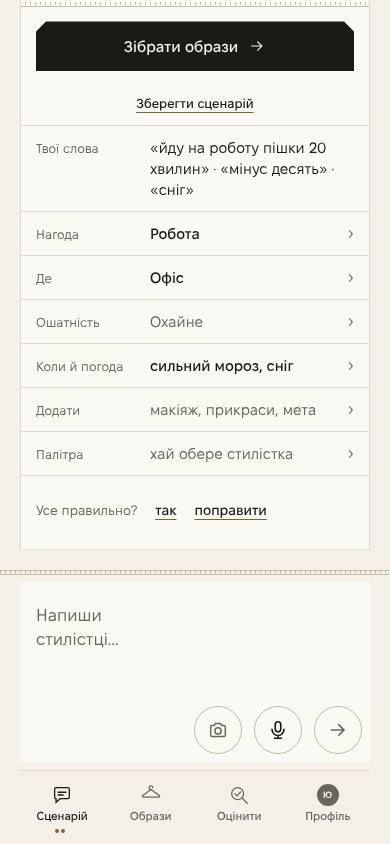 Зібрати образи →
Зберегти сценарій
Твої слова
«йду на роботу пішки 20
хвилин» · «мінус десять» ·
«сніг»
Нагода Робота
Де Офіс
Ошатність Охайне
Коли й погода сильний мороз, сніг
Додати макіяж, прикраси, мета
Палітра хай обере стилістка
Усе правильно? так поправити
Напиши
стилістці...
Сценарій Образи Оцінити Ю Профіль